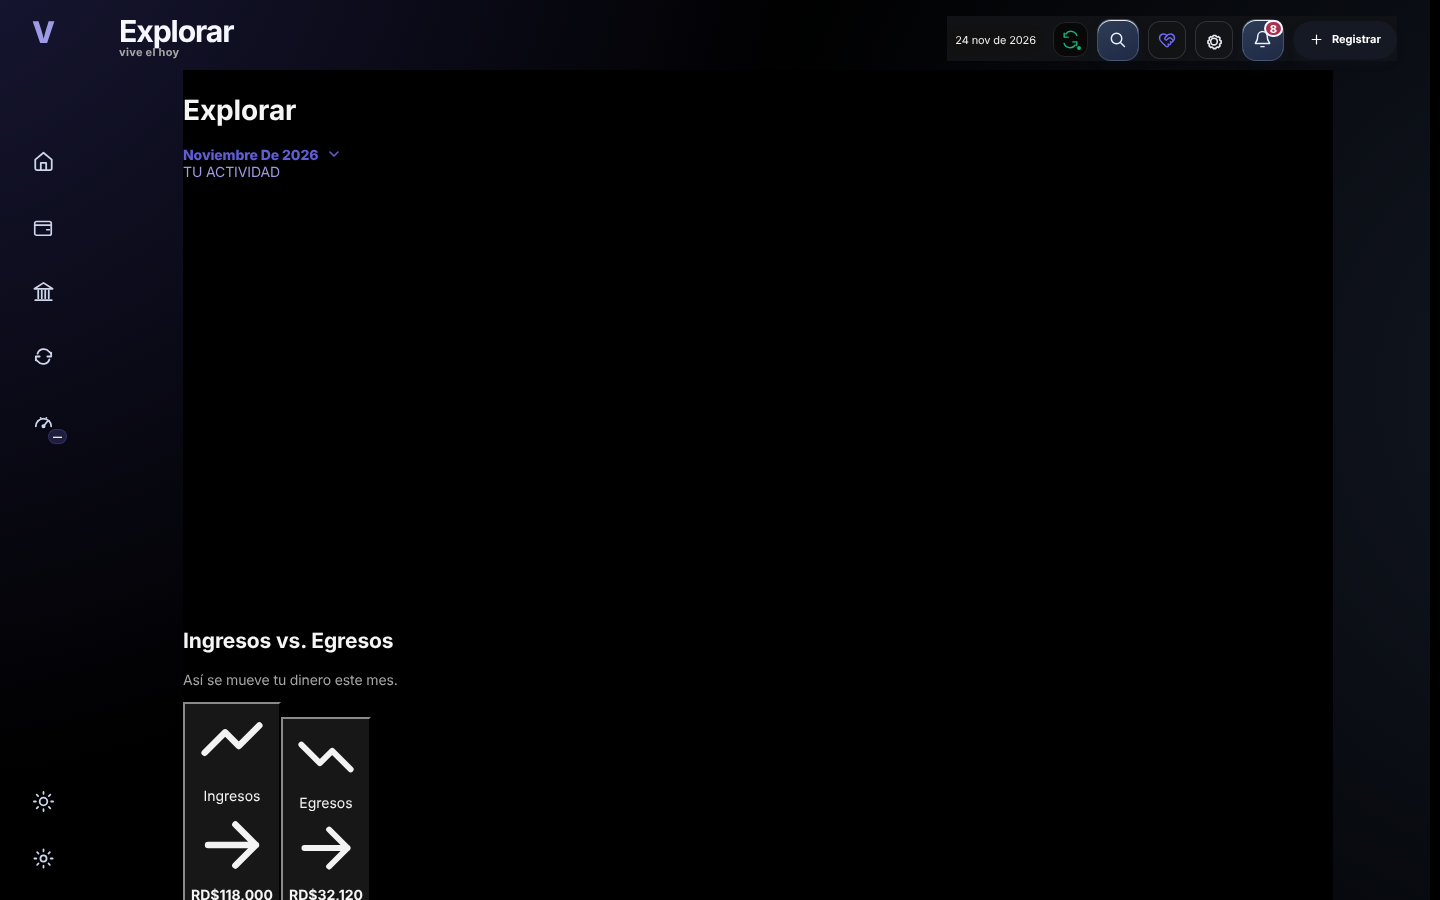 V
Explorar
vive el hoy
24 nov de 2026
8
Registrar
Explorar
Noviembre De 2026
TU ACTIVIDAD
Ingresos vs. Egresos
Así se mueve tu dinero este mes.
Ingresos
Egresos
RD$118,000
RD$32,120